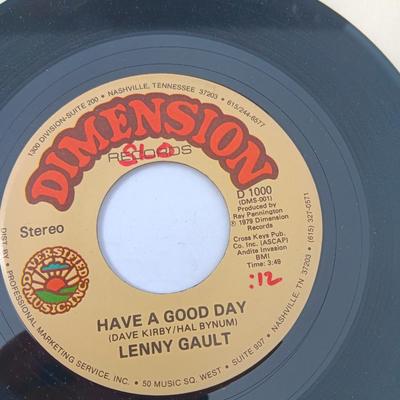 1300 DIVISION-SUITE 200 • NASHVILLE, TENNESSEE 37203 • 615/244-6577
DIMENSION
RECORDS
D 1000
(DMS-001)
Produced by
Ray Pennington
℗ 1979 Dimension
Records
Stereo
Cross Keys Pub.
Co. Inc. (ASCAP)
Andite Invasion
BMI
Time: 3:49
:12
DIVERSIFIED
MUSIC, INC.
HAVE A GOOD DAY
(DAVE KIRBY/HAL BYNUM)
LENNY GAULT
DIST. BY • PROFESSIONAL MARKETING SERVICE, INC. • 50 MUSIC SQ. WEST • SUITE 907 • NASHVILLE, TN 37203 • (615) 327-0571